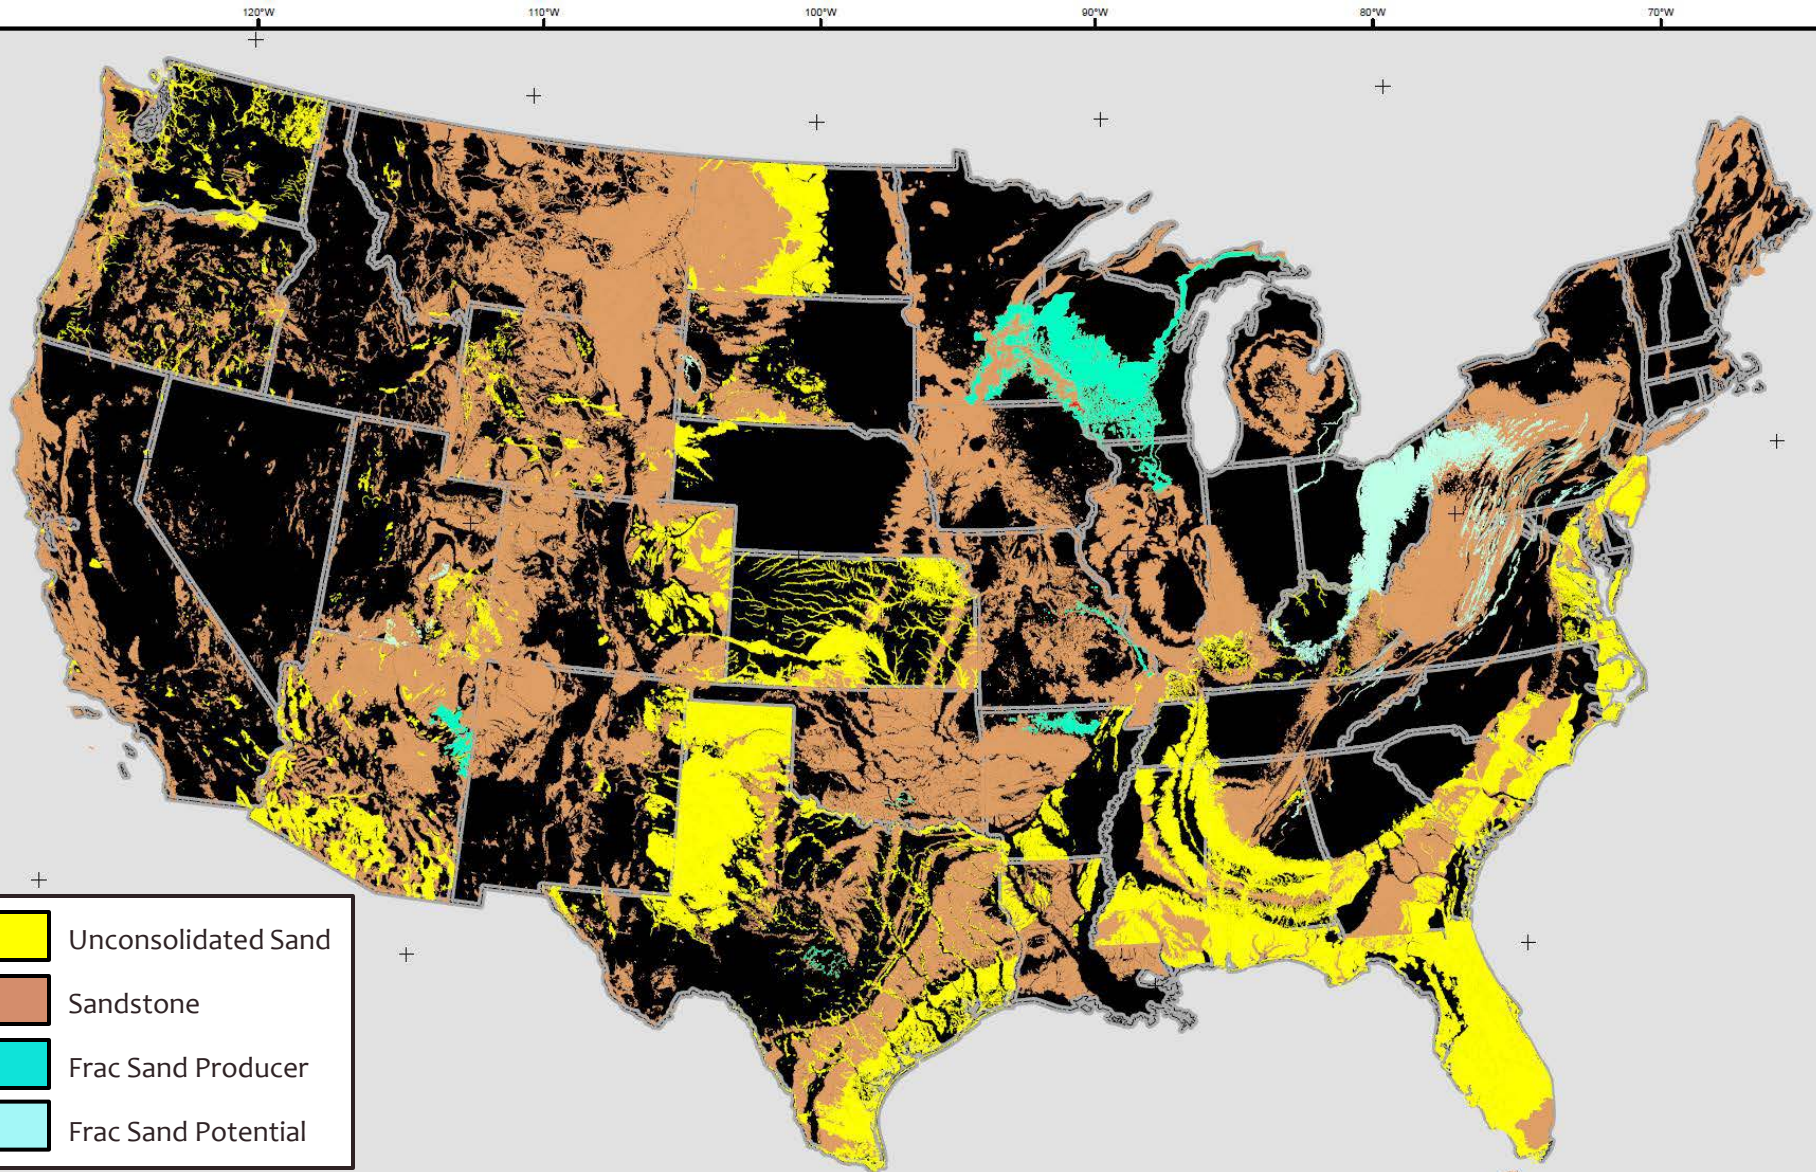 120°W 110°W 100°W 90°W 80°W 70°W
Unconsolidated Sand
Sandstone
Frac Sand Producer
Frac Sand Potential